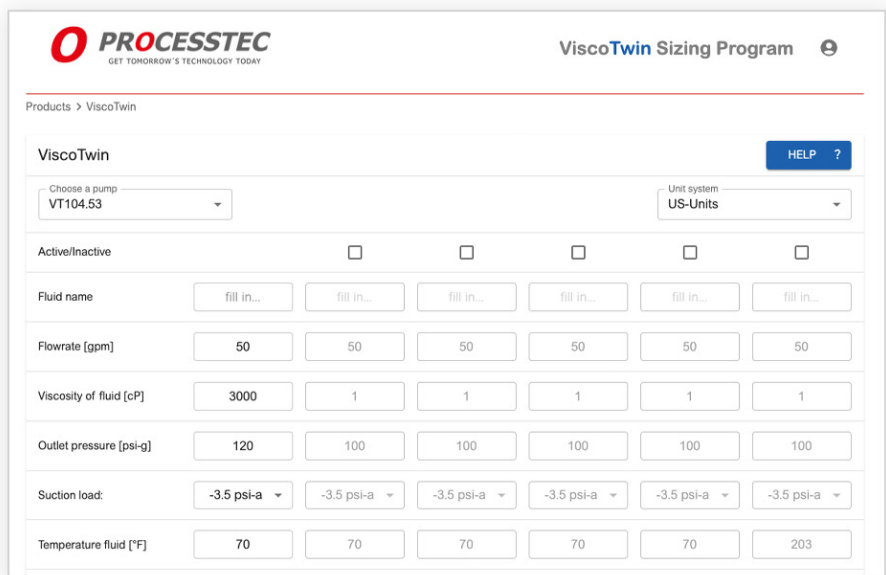 PROCESSTEC
GET TOMORROW'S TECHNOLOGY TODAY
ViscoTwin Sizing Program
Products > ViscoTwin
ViscoTwin
HELP ?
Choose a pump
VT104.53
Unit system
US-Units
Active/Inactive
Fluid name fill in... fill in... fill in... fill in... fill in... fill in...
Flowrate [gpm] 50 50 50 50 50 50
Viscosity of fluid [cP] 3000 1 1 1 1 1
Outlet pressure [psi-g] 120 100 100 100 100 100
Suction load: -3.5 psi-a -3.5 psi-a -3.5 psi-a -3.5 psi-a -3.5 psi-a -3.5 psi-a
Temperature fluid [°F] 70 70 70 70 70 203